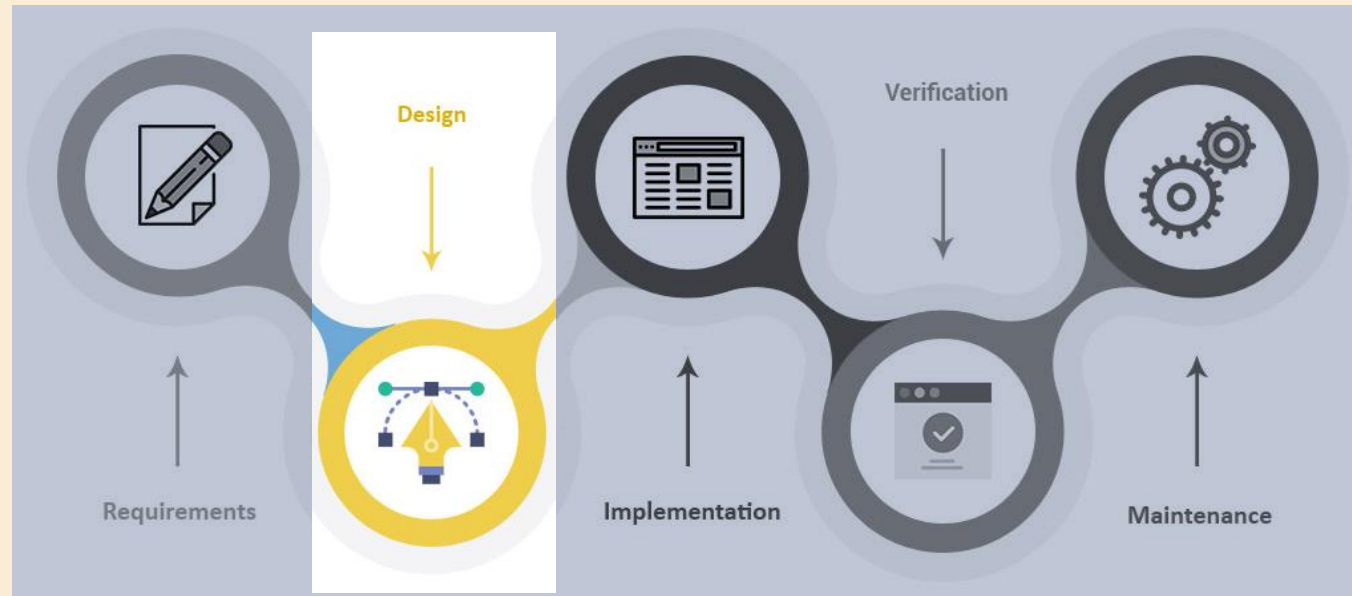 Requirements
Design
Implementation
Verification
Maintenance